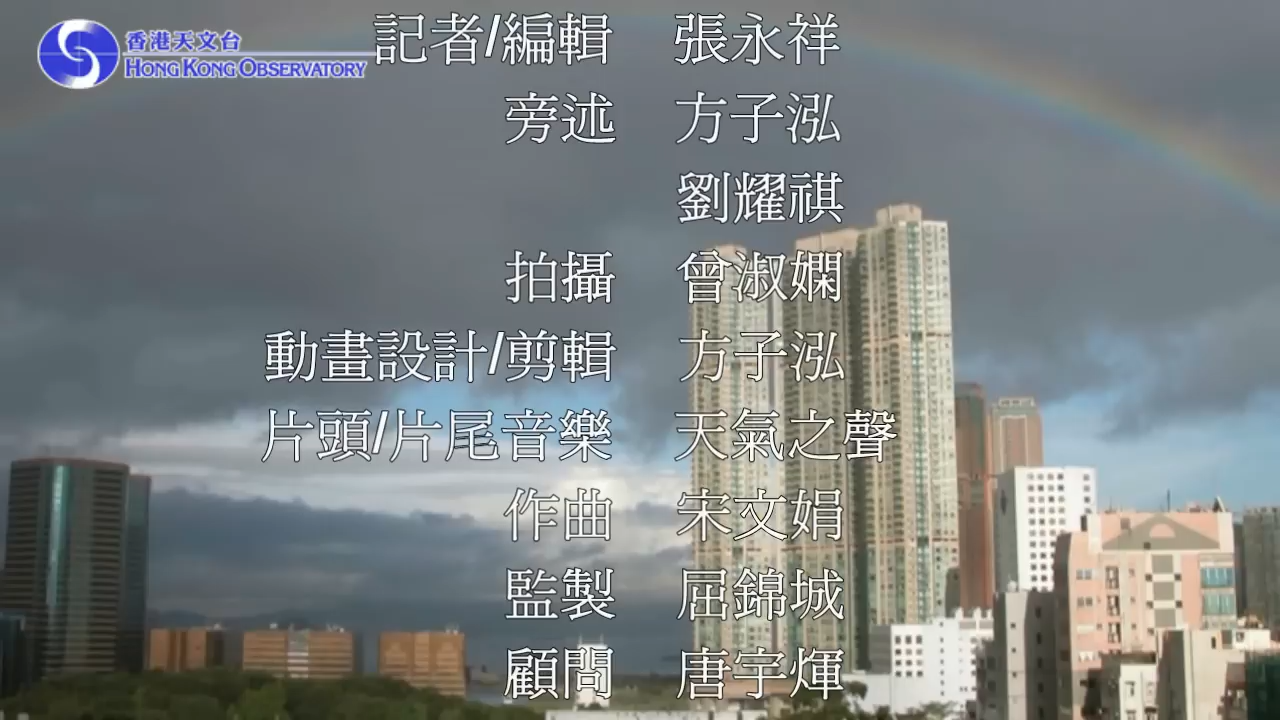 香港天文台
HONG KONG OBSERVATORY
記者/編輯 張永祥
旁述 方子泓
劉耀祺
拍攝 曾淑嫻
動畫設計/剪輯 方子泓
片頭/片尾音樂 天氣之聲
作曲 宋文娟
監製 屈錦城
顧問 唐宇煇